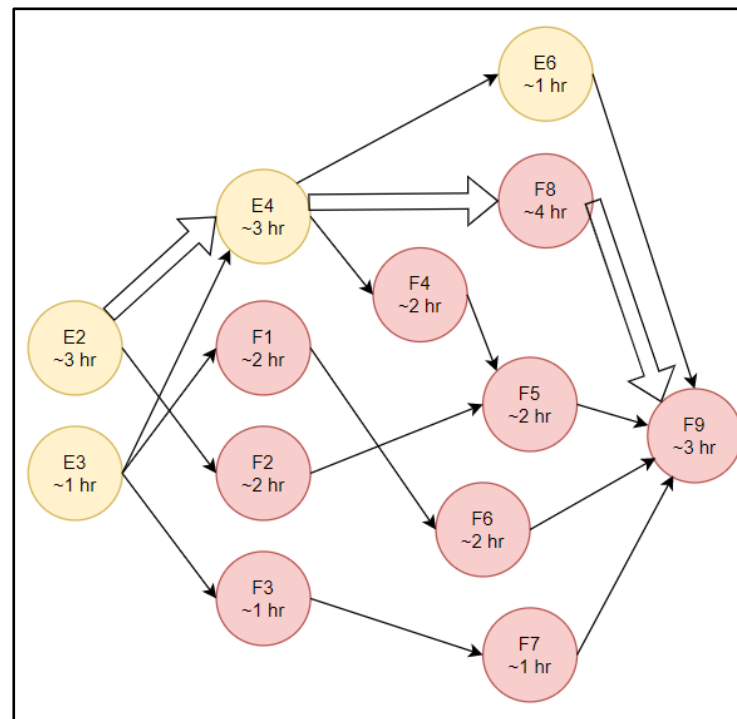 E6
~1 hr
E4
~3 hr
F8
~4 hr
F4
~2 hr
E2
~3 hr
F1
~2 hr
F5
~2 hr
F9
~3 hr
E3
~1 hr
F2
~2 hr
F6
~2 hr
F3
~1 hr
F7
~1 hr